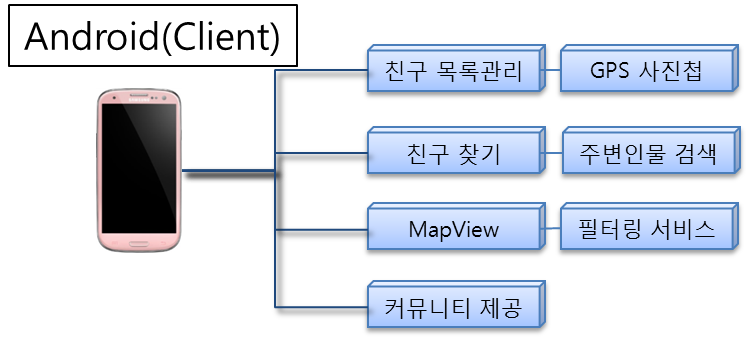 Android(Client)
친구 목록관리
GPS 사진첩
친구 찾기
주변인물 검색
MapView
필터링 서비스
커뮤니티 제공